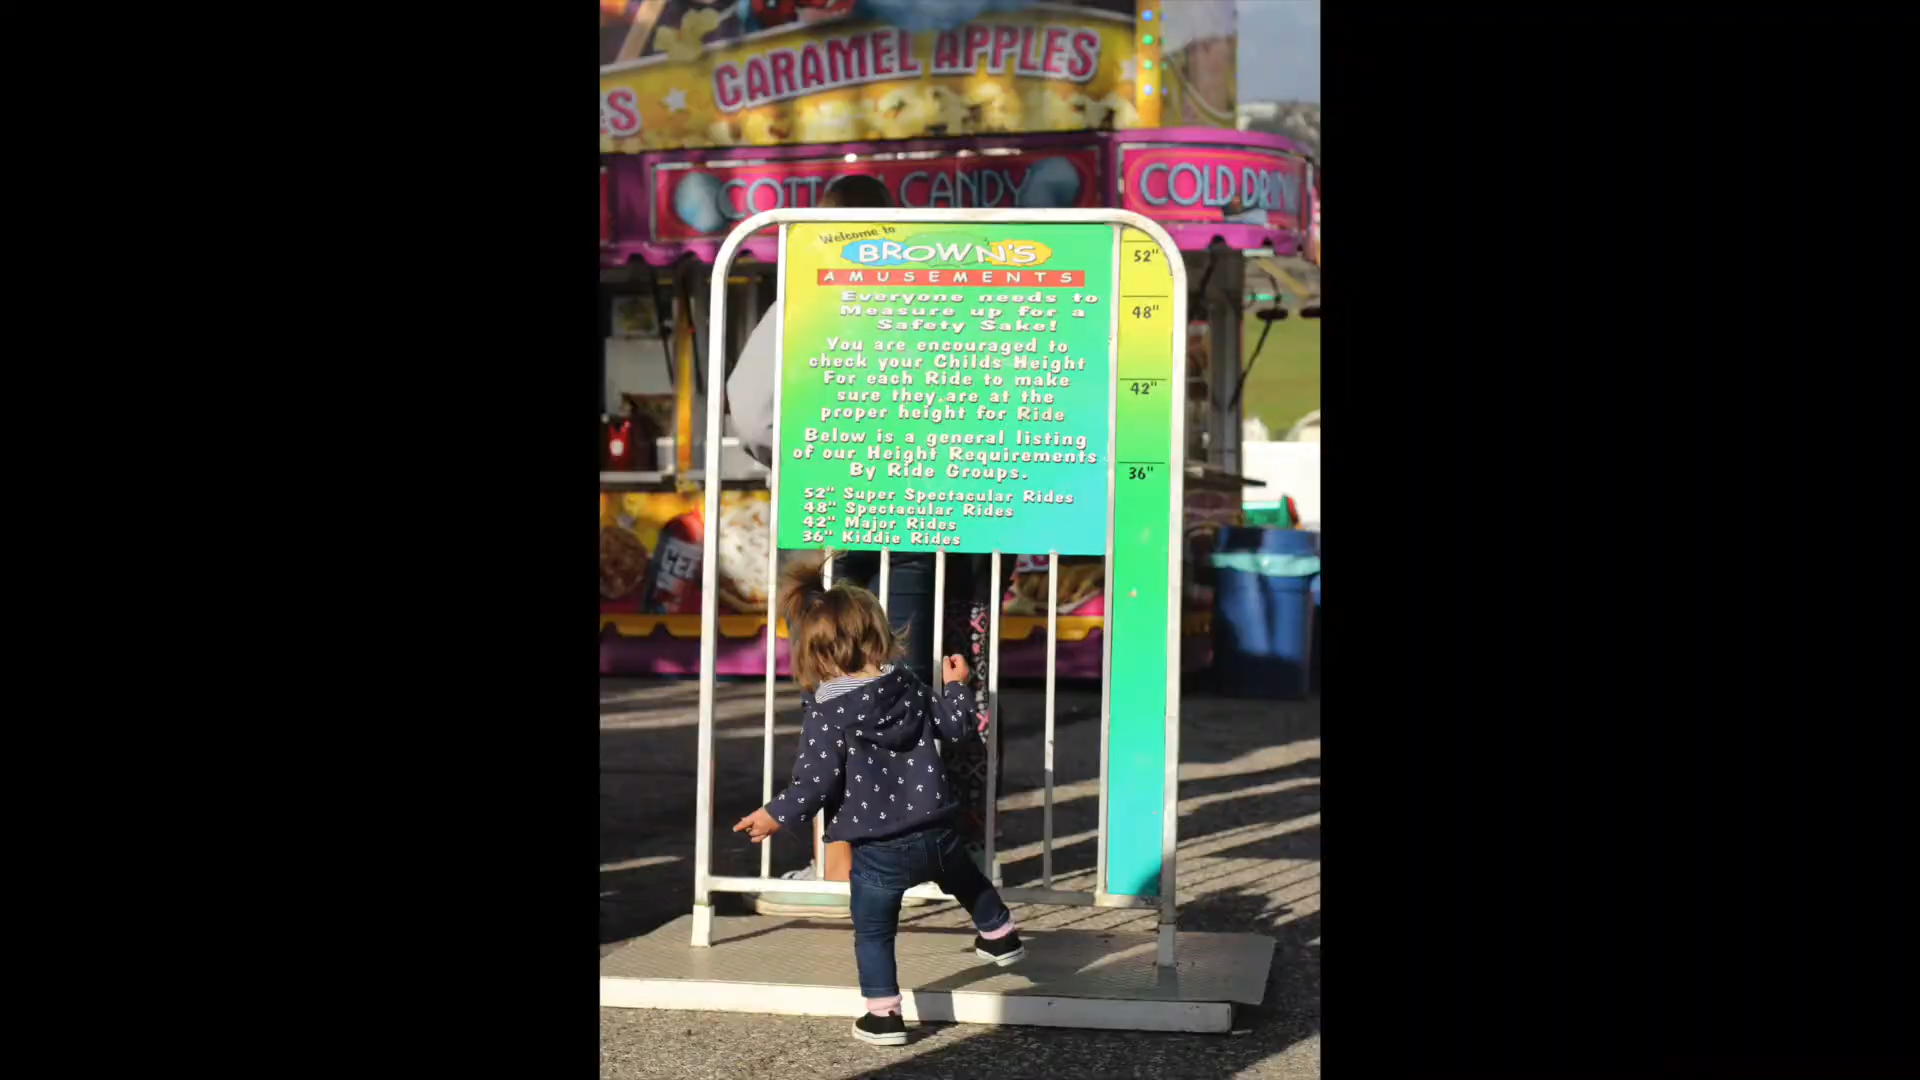 CARAMEL APPLES
COTTON CANDY
COLD DRIN
Welcome to
BROWN'S
AMUSEMENTS
Everyone needs to
Measure up for a
Safety Sake!
You are encouraged to
check your Childs Height
For each Ride to make
sure they are at the
proper height for Ride
Below is a general listing
of our Height Requirements
By Ride Groups.
52" Super Spectacular Rides
48" Spectacular Rides
42" Major Rides
36" Kiddie Rides
52"
48"
42"
36"